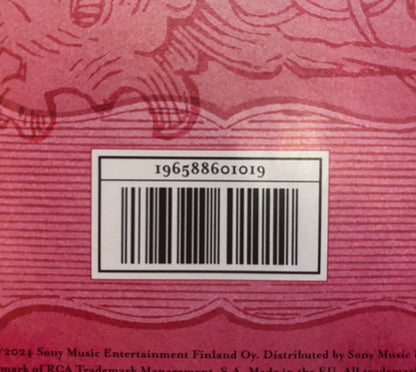 196588601019
/2024 Sony Music Entertainment Finland Oy. Distributed by Sony Music
mark of RCA Trademark Management, S.A. Made in the EU. All trademar